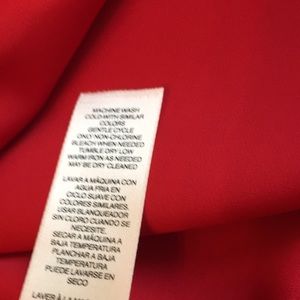 MACHINE WASH
COLD WITH SIMILAR
COLORS
GENTLE CYCLE
ONLY NON-CHLORINE
BLEACH WHEN NEEDED
TUMBLE DRY LOW
WARM IRON AS NEEDED
MAY BE DRY CLEANED
LAVAR A MÁQUINA CON
AGUA FRIA EN
CICLO SUAVE CON
COLORES SIMILARES
USAR BLANQUEADOR
SIN CLORO CUANDO SE
NECESITE.
SECAR A MÁQUINA A
BAJA TEMPERATURA
PLANCHAR A BAJA
TEMPERATURA
PUEDE LAVARSE EN
SECO
LAVER À LA